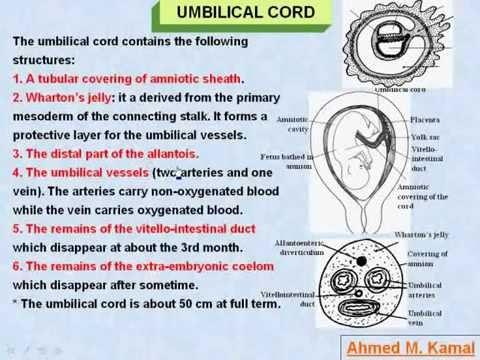 UMBILICAL CORD
The umbilical cord contains the following
structures:
1. A tubular covering of amniotic sheath.
2. Wharton's jelly: it a derived from the primary
mesoderm of the connecting stalk. It forms a
protective layer for the umbilical vessels.
3. The distal part of the allantois.
4. The umbilical vessels (two arteries and one
vein). The arteries carry non-oxygenated blood
while the vein carries oxygenated blood.
5. The remains of the vitello-intestinal duct
which disappear at about the 3rd month.
6. The remains of the extra-embryonic coelom
which disappear after sometime.
* The umbilical cord is about 50 cm at full term.
Umbilical cord
Amniotic
cavity
Placenta
Yolk sac
Vitello-
intestinal
duct
Fetus bathed in
amnion
Amniotic
covering of the
cord
Wharton's jelly
Allantoenteric
diverticulum
Covering of
amnion
Umbilical
arteries
Vitellointestinal
duct
Umbilical
vein
Ahmed M. Kamal